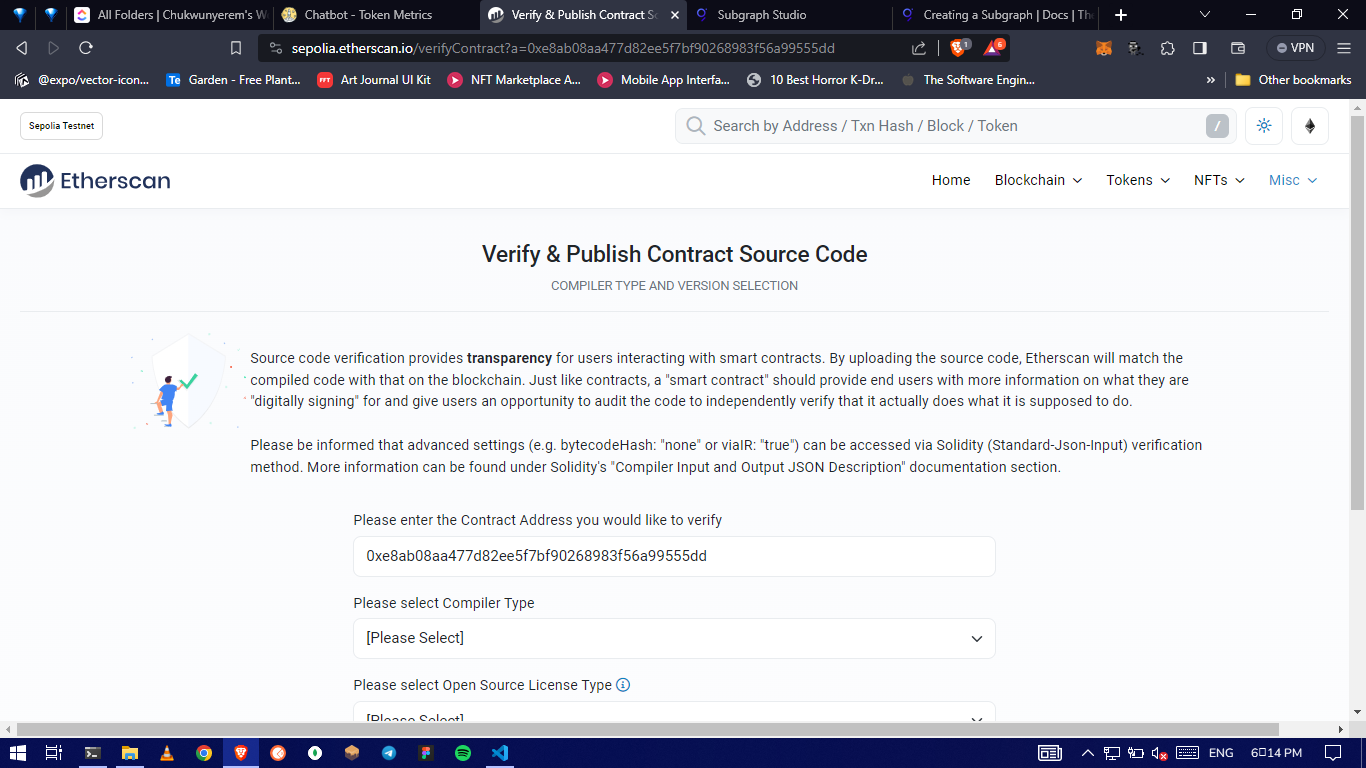 All Folders | Chukwunyerem's W
Chatbot - Token Metrics
Verify & Publish Contract So
Subgraph Studio
Creating a Subgraph | Docs | The
sepolia.etherscan.io/verifyContract?a=0xe8ab08aa477d82ee5f7bf90268983f56a99555dd
1
6
VPN
@expo/vector-icon...
Te
Garden - Free Plant...
FFT
Art Journal UI Kit
NFT Marketplace A...
Mobile App Interfa...
10 Best Horror K-Dr...
The Software Engin...
»
Other bookmarks
Sepolia Testnet
Search by Address / Txn Hash / Block / Token
/
Etherscan
Home
Blockchain
Tokens
NFTs
Misc
Verify & Publish Contract Source Code
COMPILER TYPE AND VERSION SELECTION
Source code verification provides transparency for users interacting with smart contracts. By uploading the source code, Etherscan will match the
compiled code with that on the blockchain. Just like contracts, a "smart contract" should provide end users with more information on what they are
"digitally signing" for and give users an opportunity to audit the code to independently verify that it actually does what it is supposed to do.
Please be informed that advanced settings (e.g. bytecodeHash: "none" or viaIR: "true") can be accessed via Solidity (Standard-Json-Input) verification
method. More information can be found under Solidity's "Compiler Input and Output JSON Description" documentation section.
Please enter the Contract Address you would like to verify
0xe8ab08aa477d82ee5f7bf90268983f56a99555dd
Please select Compiler Type
[Please Select]
Please select Open Source License Type
[Please Select]
ENG
6:14 PM